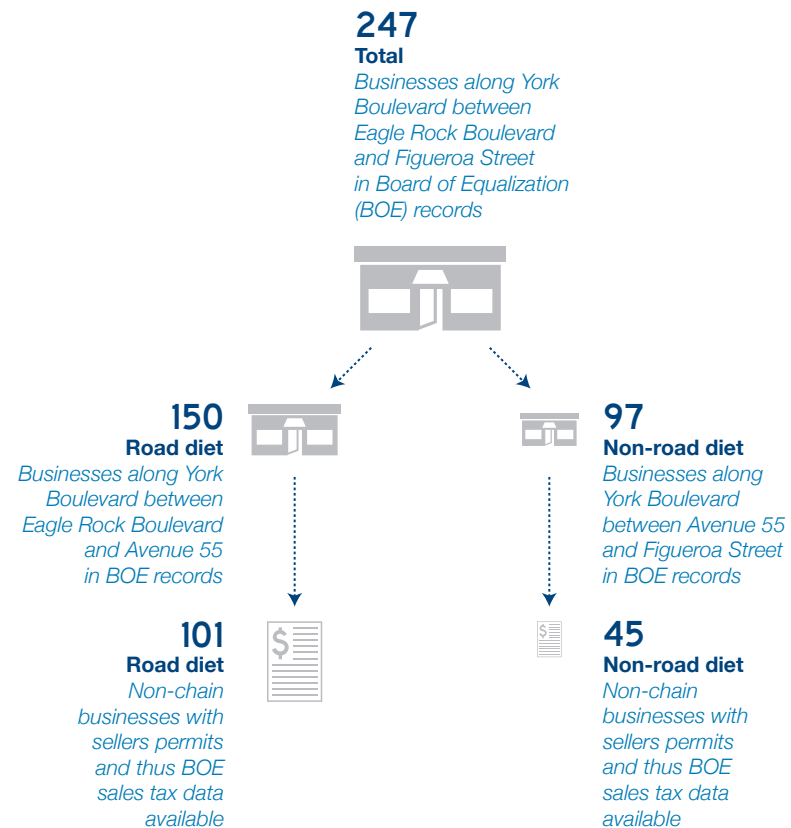 247
Total
Businesses along York
Boulevard between
Eagle Rock Boulevard
and Figueroa Street
in Board of Equalization
(BOE) records
150
Road diet
Businesses along York
Boulevard between
Eagle Rock Boulevard
and Avenue 55
in BOE records
97
Non-road diet
Businesses along
York Boulevard
between Avenue 55
and Figueroa Street
in BOE records
$
101
Road diet
Non-chain
businesses with
sellers permits
and thus BOE
sales tax data
available
$
45
Non-road diet
Non-chain
businesses with
sellers permits
and thus BOE
sales tax data
available